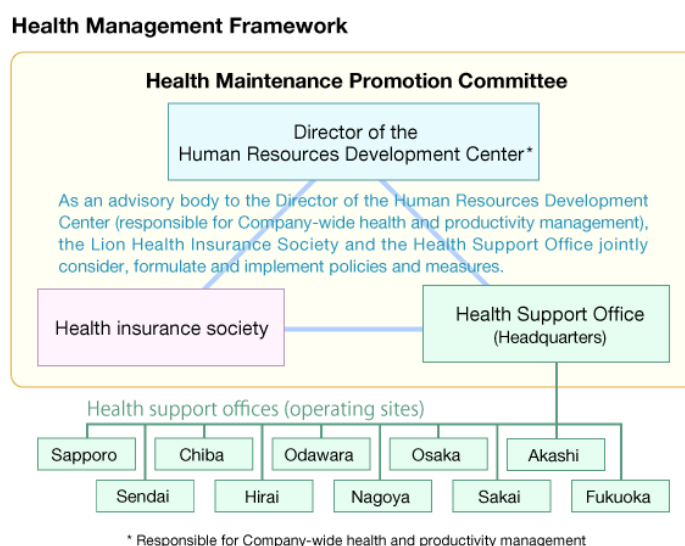 Health Management Framework
Health Maintenance Promotion Committee
Director of the
Human Resources Development Center*
As an advisory body to the Director of the Human Resources Development
Center (responsible for Company-wide health and productivity management),
the Lion Health Insurance Society and the Health Support Office jointly
consider, formulate and implement policies and measures.
Health insurance society
Health Support Office
(Headquarters)
Health support offices (operating sites)
Sapporo
Chiba
Odawara
Osaka
Akashi
Sendai
Hirai
Nagoya
Sakai
Fukuoka
* Responsible for Company-wide health and productivity management